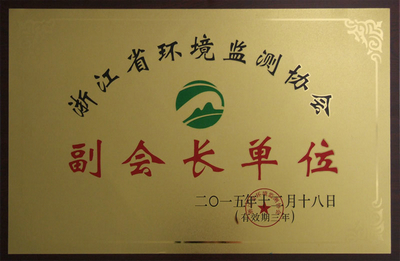 浙江省环境监测协会
副会长单位
二〇一五年十二月十八日
(有效期三年)